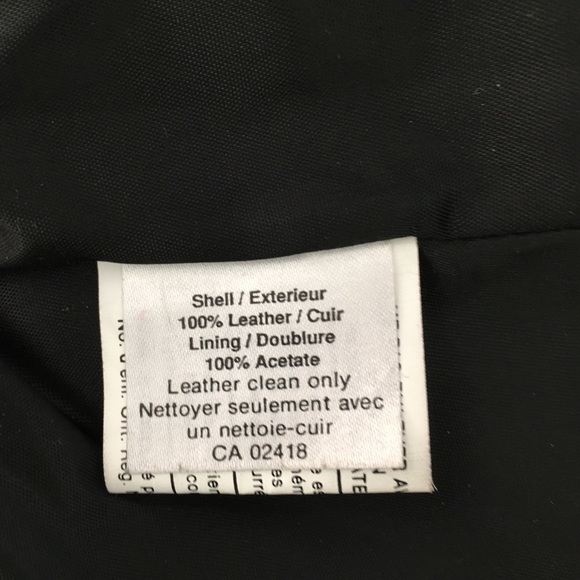 Shell / Exterieur
100% Leather / Cuir
Lining / Doublure
100% Acetate
Leather clean only
Nettoyer seulement avec
un nettoie-cuir
CA 02418